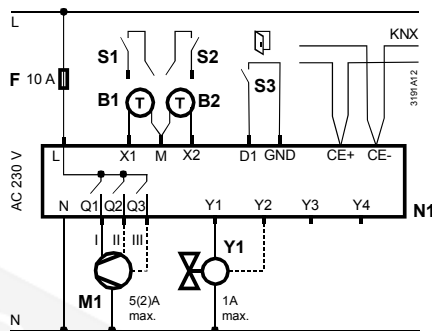 L
KNX
S1 S2
F 10 A
S3
B1 T T B2
3191A12
AC 230 V
L X1 M X2 D1 GND CE+ CE-
N Q1 Q2 Q3 Y1 Y2 Y3 Y4
N1
I II III
Y1
M1 5(2)A max.
1A max.
N